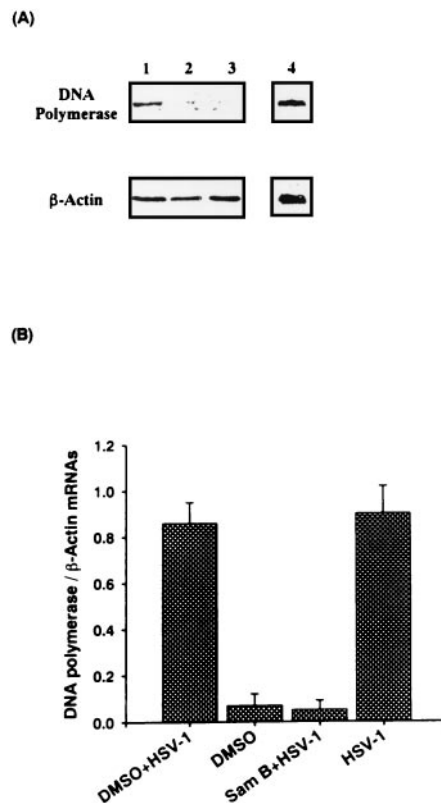 (A)
1 2 3 4
DNA
Polymerase
β-Actin
(B)
DNA polymerase / β-Actin mRNAs
1.2
1.0
0.8
0.6
0.4
0.2
0.0
DMSO+HSV-1
DMSO
Sam B+HSV-1
HSV-1